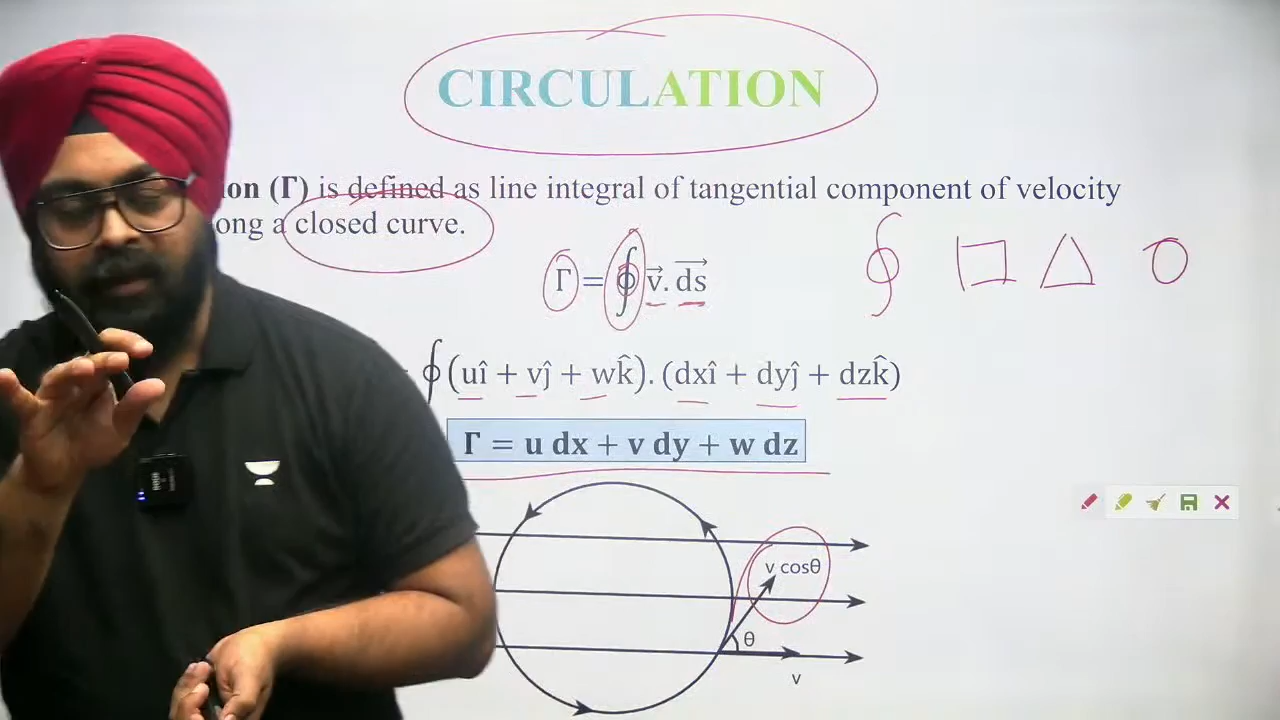 CIRCULATION
on (Γ) is defined as line integral of tangential component of velocity
ong a closed curve.
Γ = ∮ v⃗. d͞s⃗
∮
∮(uî + vĵ + wk̂). (dxî + dyĵ + dzk̂)
Γ = u dx + v dy + w dz
v cosθ
θ
v